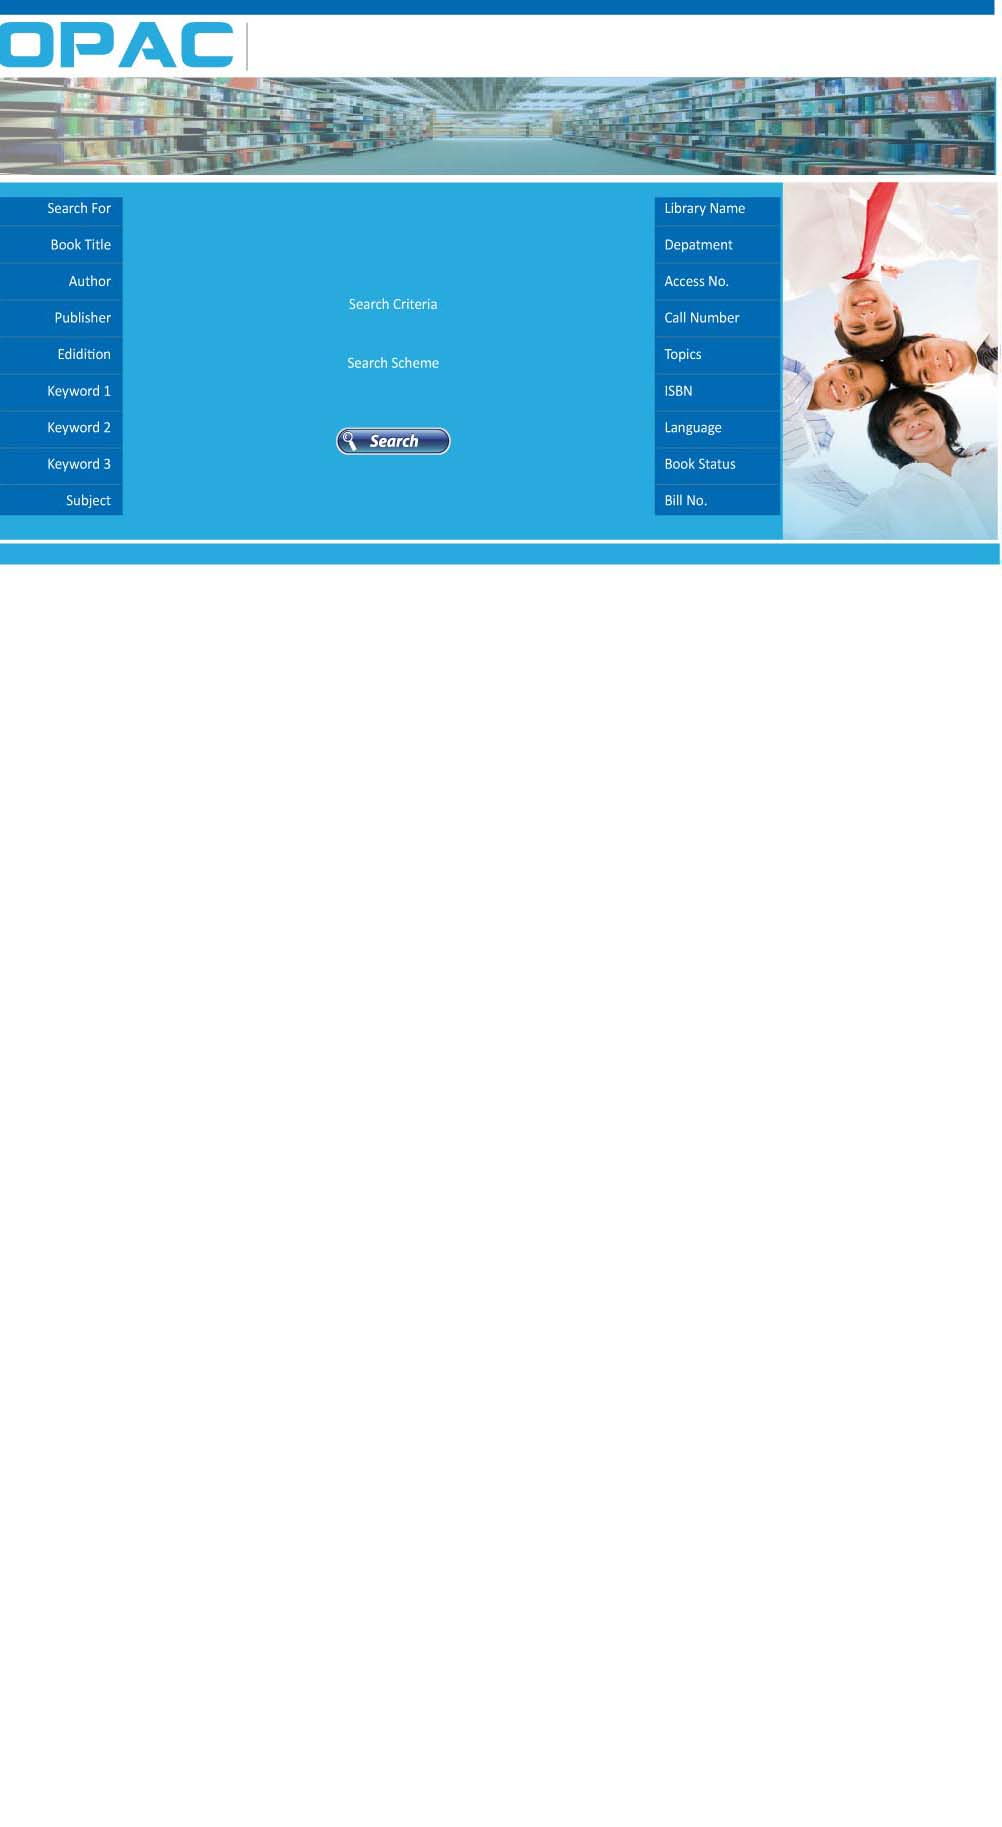 OPAC
Search For
Book Title
Author
Publisher
Edidition
Keyword 1
Keyword 2
Keyword 3
Subject
Search Criteria
Search Scheme
Search
Library Name
Depatment
Access No.
Call Number
Topics
ISBN
Language
Book Status
Bill No.